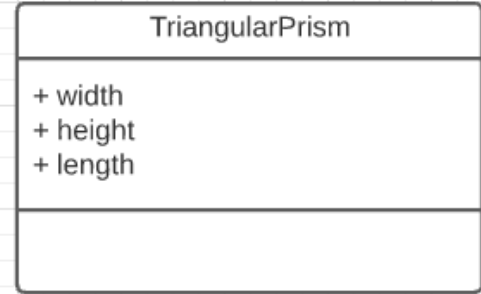 TriangularPrism
+ width
+ height
+ length